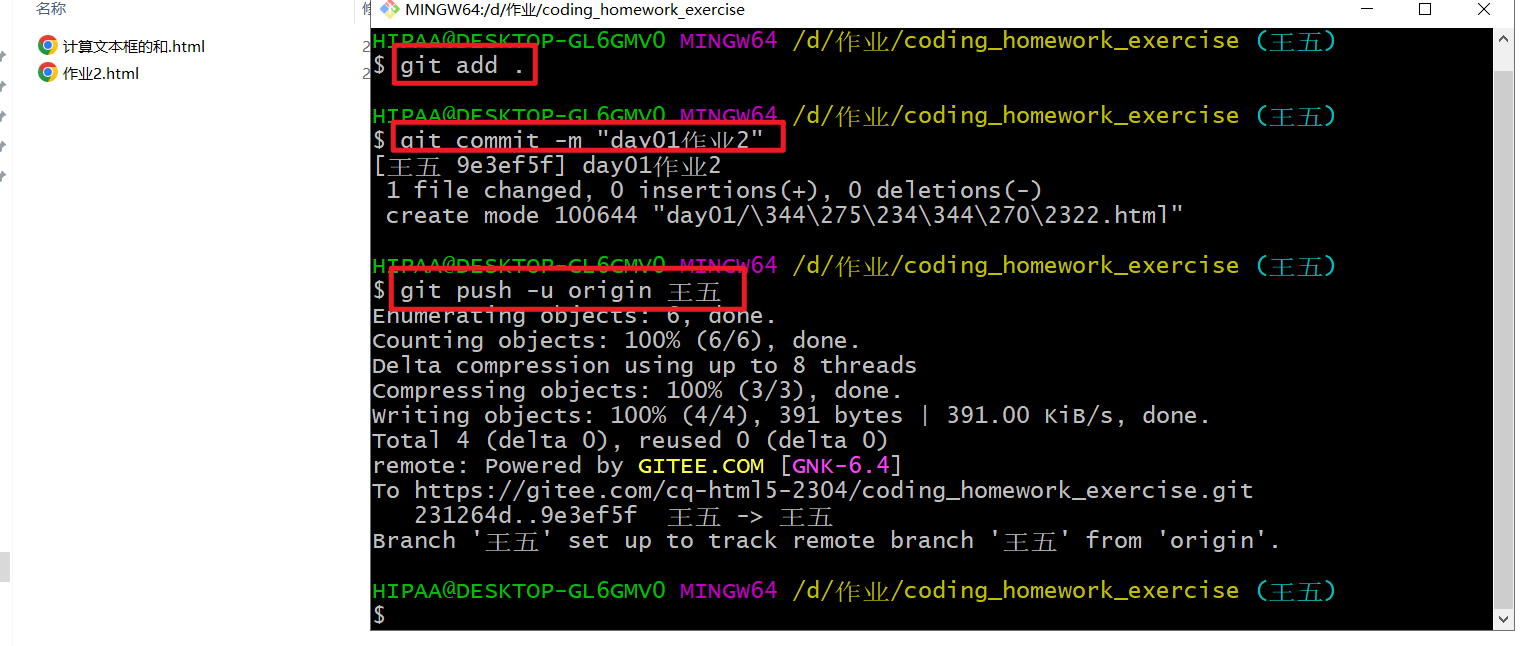 名称
修
计算文本框的和.html
2
作业2.html
2
MINGW64:/d/作业/coding_homework_exercise
HIPAA@DESKTOP-GL6GMV0 MINGW64 /d/作业/coding_homework_exercise (王五)
$ git add .
HIPAA@DESKTOP-GL6GMV0 MINGW64 /d/作业/coding_homework_exercise (王五)
$ git commit -m "day01作业2"
[王五 9e3ef5f] day01作业2
 1 file changed, 0 insertions(+), 0 deletions(-)
 create mode 100644 "day01/\344\275\234\344\270\2322.html"
HIPAA@DESKTOP-GL6GMV0 MINGW64 /d/作业/coding_homework_exercise (王五)
$ git push -u origin 王五
Enumerating objects: 6, done.
Counting objects: 100% (6/6), done.
Delta compression using up to 8 threads
Compressing objects: 100% (3/3), done.
Writing objects: 100% (4/4), 391 bytes | 391.00 KiB/s, done.
Total 4 (delta 0), reused 0 (delta 0)
remote: Powered by GITEE.COM [GNK-6.4]
To https://gitee.com/cq-html5-2304/coding_homework_exercise.git
   231264d..9e3ef5f  王五 -> 王五
Branch '王五' set up to track remote branch '王五' from 'origin'.
HIPAA@DESKTOP-GL6GMV0 MINGW64 /d/作业/coding_homework_exercise (王五)
$